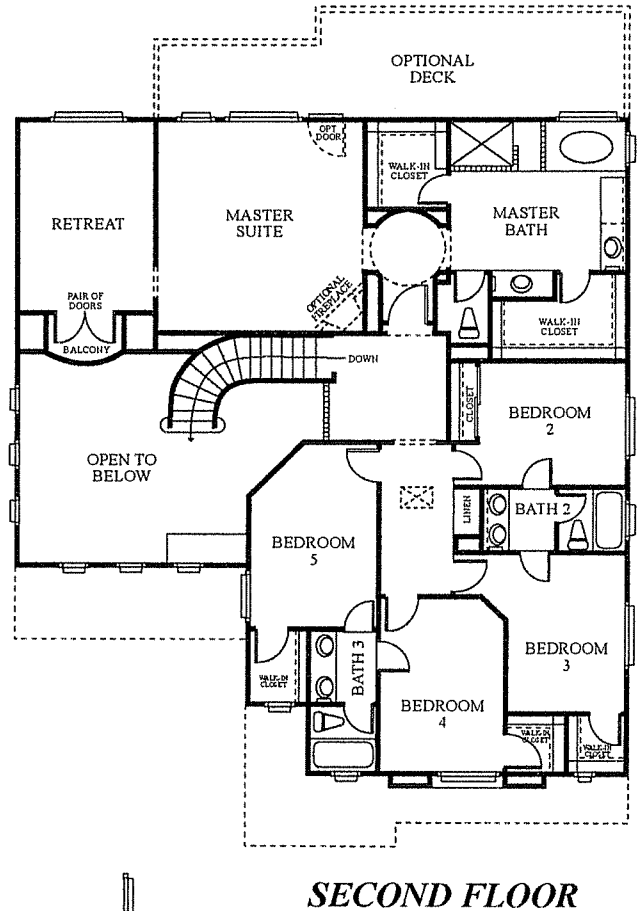 OPTIONAL
DECK
OPT
DOOR
WALK-IN
CLOSET
RETREAT
MASTER
SUITE
MASTER
BATH
OPTIONAL
FIREPLACE
PAIR OF
DOORS
BALCONY
WALK-IN
CLOSET
DOWN
CLOSET
BEDROOM
2
OPEN TO
BELOW
LINEN
BATH 2
BEDROOM
5
BEDROOM
3
BATH 3
WALK-IN
CLOSET
BEDROOM
4
WALK-IN
CLOSET
WALK-IN
CLOSET
SECOND FLOOR